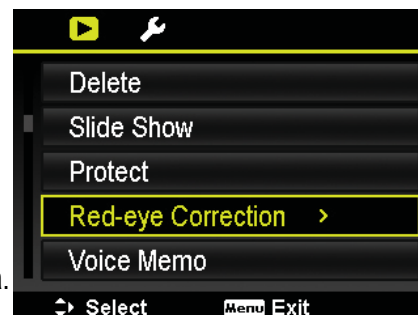 Delete
Slide Show
Protect
Red-eye Correction >
Voice Memo
Select Menu Exit